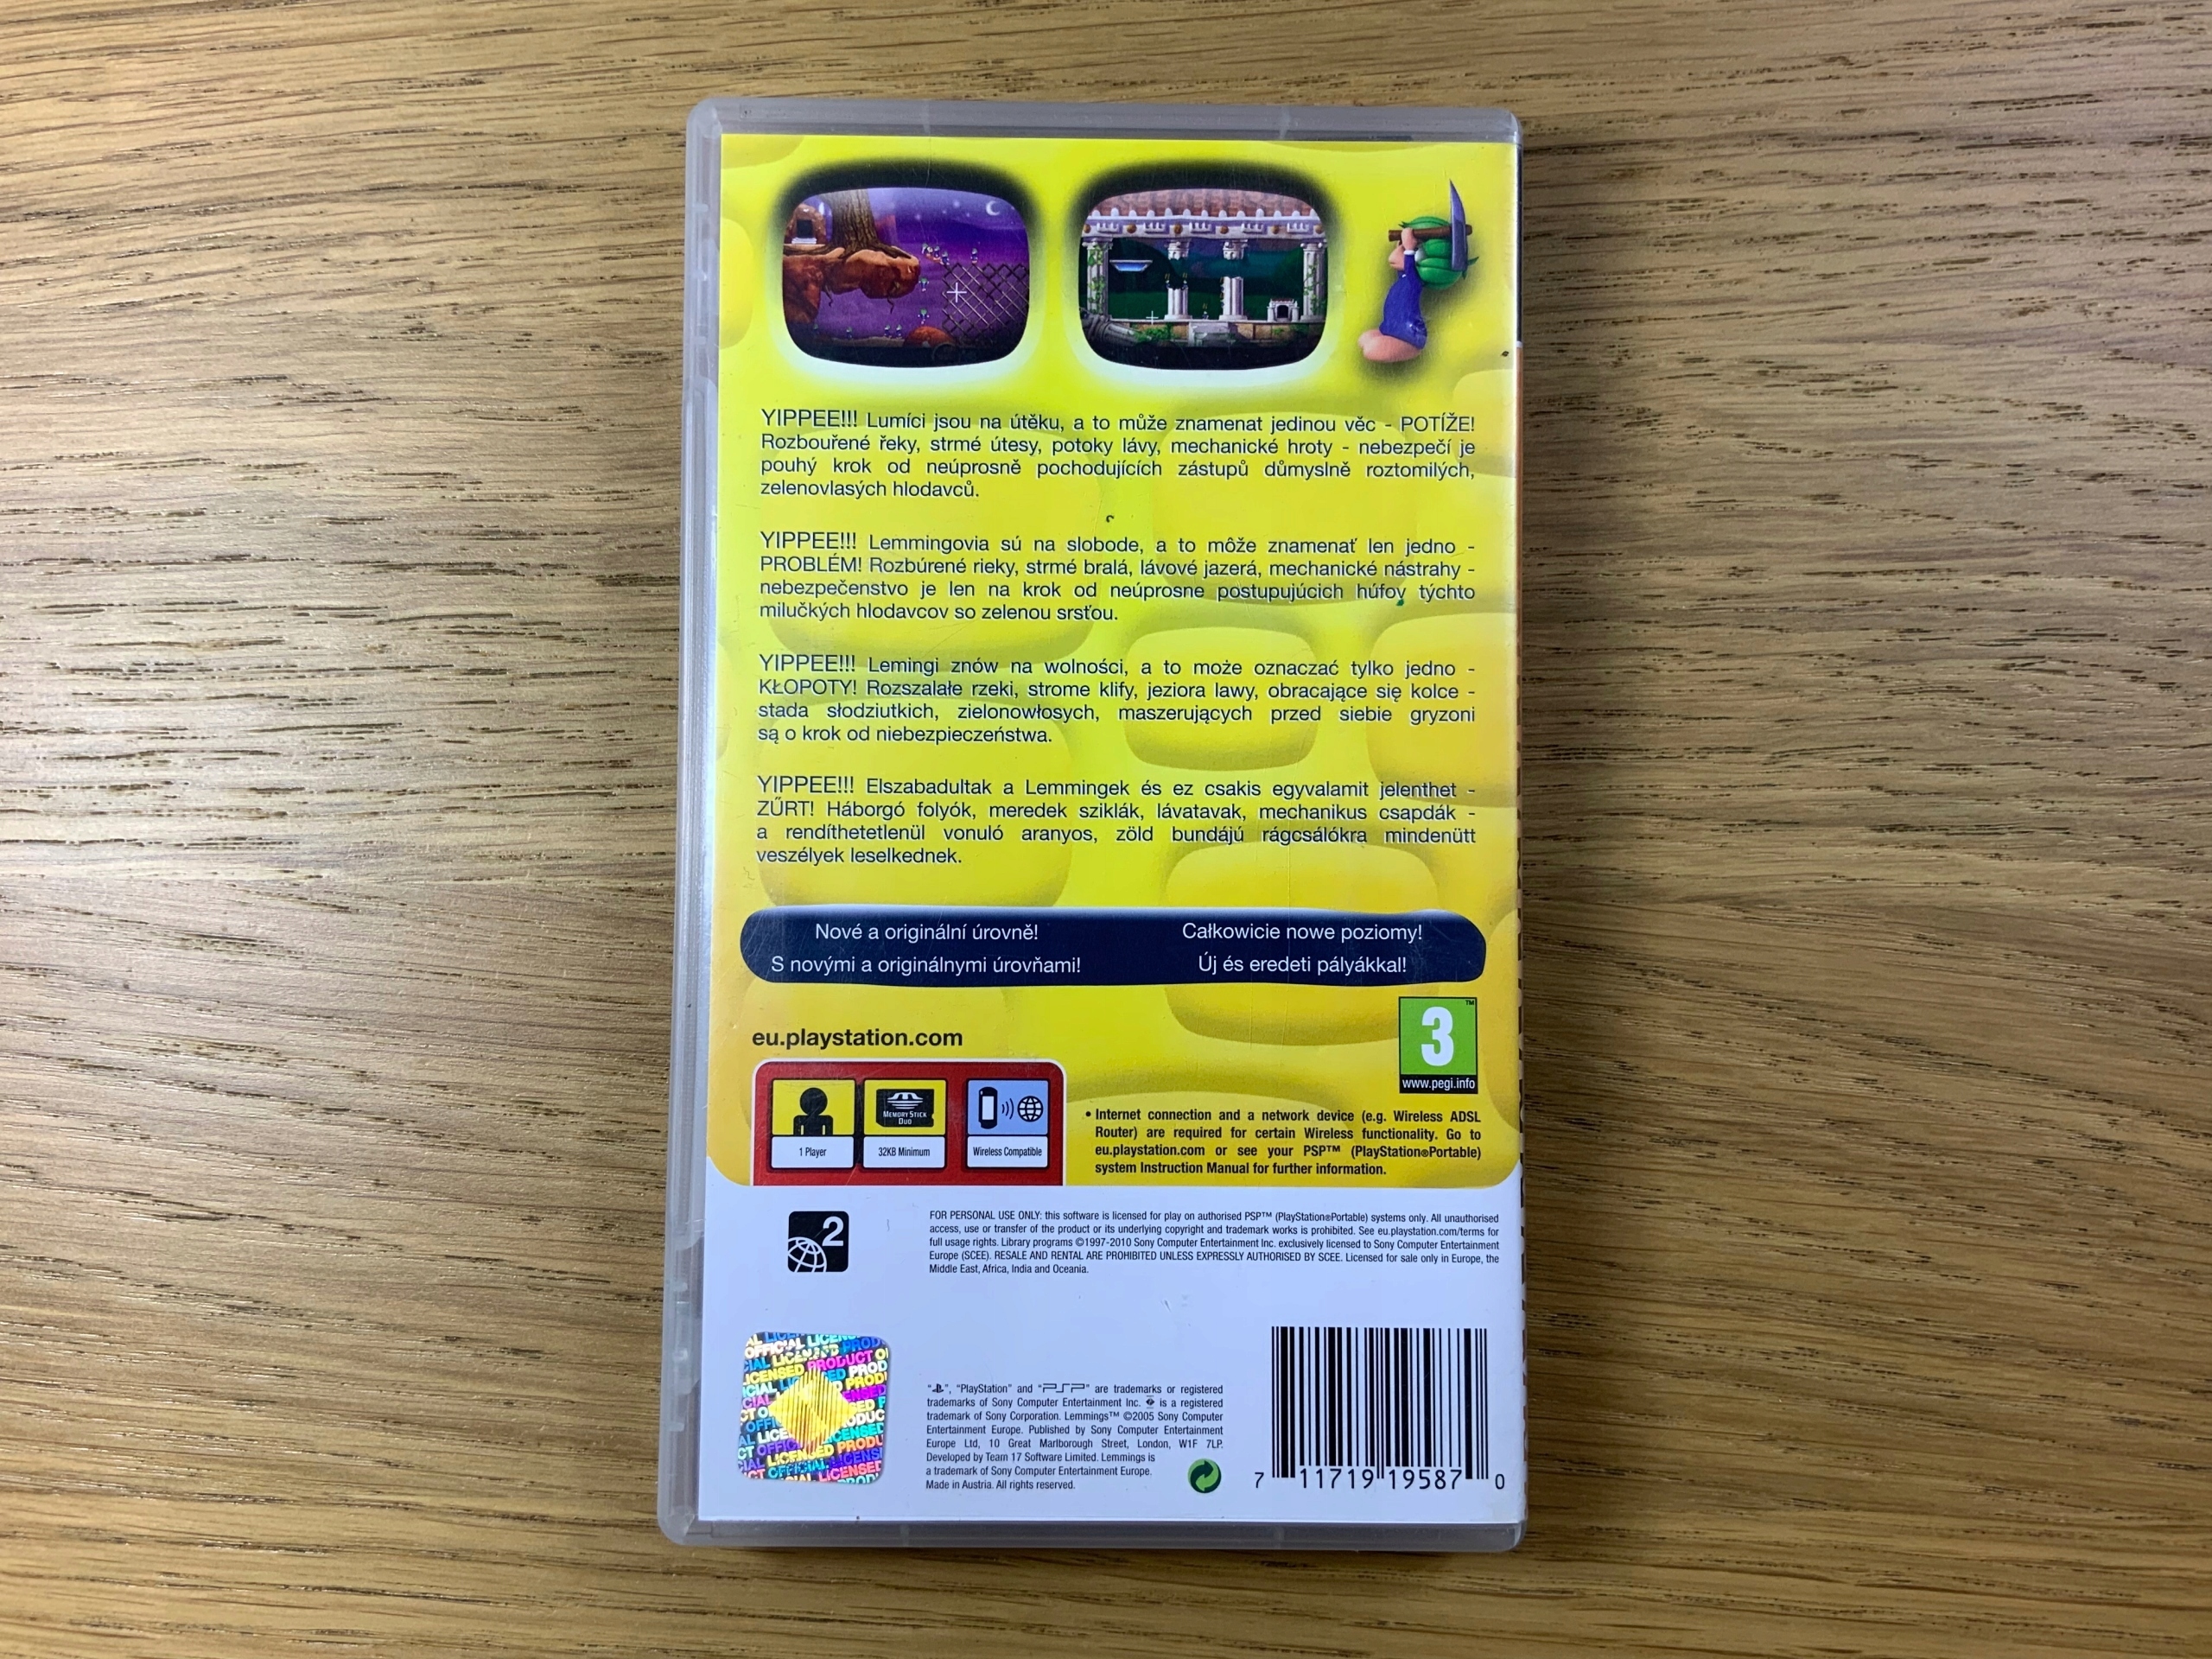 YIPPEE!!! Lumíci jsou na útěku, a to může znamenat jedinou věc - POTÍŽE!
Rozbouřené řeky, strmé útesy, potoky lávy, mechanické hroty - nebezpečí je
pouhý krok od neúprosně pochodujících zástupů důmyslně roztomilých,
zelenovlasých hlodavců.
YIPPEE!!! Lemmingovia sú na slobode, a to môže znamenať len jedno -
PROBLÉM! Rozbúrené rieky, strmé bralá, lávové jazerá, mechanické nástrahy -
nebezpečenstvo je len na krok od neúprosne postupujúcich húfov týchto
milučkých hlodavcov so zelenou srsťou.
YIPPEE!!! Lemingi znów na wolności, a to może oznaczać tylko jedno -
KŁOPOTY! Rozszalałe rzeki, strome klify, jeziora lawy, obracające się kolce -
stada słodziutkich, zielonowłosych, maszerujących przed siebie gryzoni
są o krok od niebezpieczeństwa.
YIPPEE!!! Elszabadultak a Lemmingek és ez csakis egyvalamit jelenthet -
ZŰRT! Háborgó folyók, meredek sziklák, lávatavak, mechanikus csapdák -
a rendíthetetlenül vonuló aranyos, zöld bundájú rágcsálókra mindenütt
veszélyek leselkednek.
Nové a originální úrovně! Całkowicie nowe poziomy!
S novými a originálnymi úrovňami! Új és eredeti pályákkal!
eu.playstation.com
3™
www.pegi.info
MEMORY STICK
DUO
1 Player 32KB Minimum Wireless Compatible
• Internet connection and a network device (e.g. Wireless ADSL
Router) are required for certain Wireless functionality. Go to
eu.playstation.com or see your PSP™ (PlayStation®Portable)
system Instruction Manual for further information.
2
FOR PERSONAL USE ONLY: this software is licensed for play on authorised PSP™ (PlayStation®Portable) systems only. All unauthorised
access, use or transfer of the product or its underlying copyright and trademark works is prohibited. See eu.playstation.com/terms for
full usage rights. Library programs ©1997-2010 Sony Computer Entertainment Inc. exclusively licensed to Sony Computer Entertainment
Europe (SCEE). RESALE AND RENTAL ARE PROHIBITED UNLESS EXPRESSLY AUTHORISED BY SCEE. Licensed for sale only in Europe, the
Middle East, Africa, India and Oceania.
OFFICIAL LICENSED PRODUCT
"", "PlayStation" and "PSP" are trademarks or registered
trademarks of Sony Computer Entertainment Inc. is a registered
trademark of Sony Corporation. Lemmings™ ©2005 Sony Computer
Entertainment Europe. Published by Sony Computer Entertainment
Europe Ltd, 10 Great Marlborough Street, London, W1F 7LP.
Developed by Team 17 Software Limited. Lemmings is
a trademark of Sony Computer Entertainment Europe.
Made in Austria. All rights reserved.
7 11719 19587 0